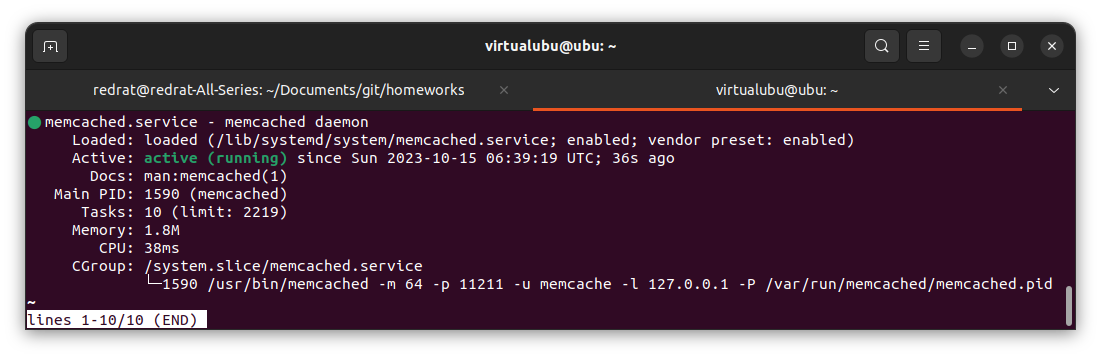 virtualubu@ubu: ~
redrat@redrat-All-Series: ~/Documents/git/homeworks
virtualubu@ubu: ~
memcached.service - memcached daemon
Loaded: loaded (/lib/systemd/system/memcached.service; enabled; vendor preset: enabled)
Active: active (running) since Sun 2023-10-15 06:39:19 UTC; 36s ago
Docs: man:memcached(1)
Main PID: 1590 (memcached)
Tasks: 10 (limit: 2219)
Memory: 1.8M
CPU: 38ms
CGroup: /system.slice/memcached.service
└─1590 /usr/bin/memcached -m 64 -p 11211 -u memcache -l 127.0.0.1 -P /var/run/memcached/memcached.pid
~
lines 1-10/10 (END)